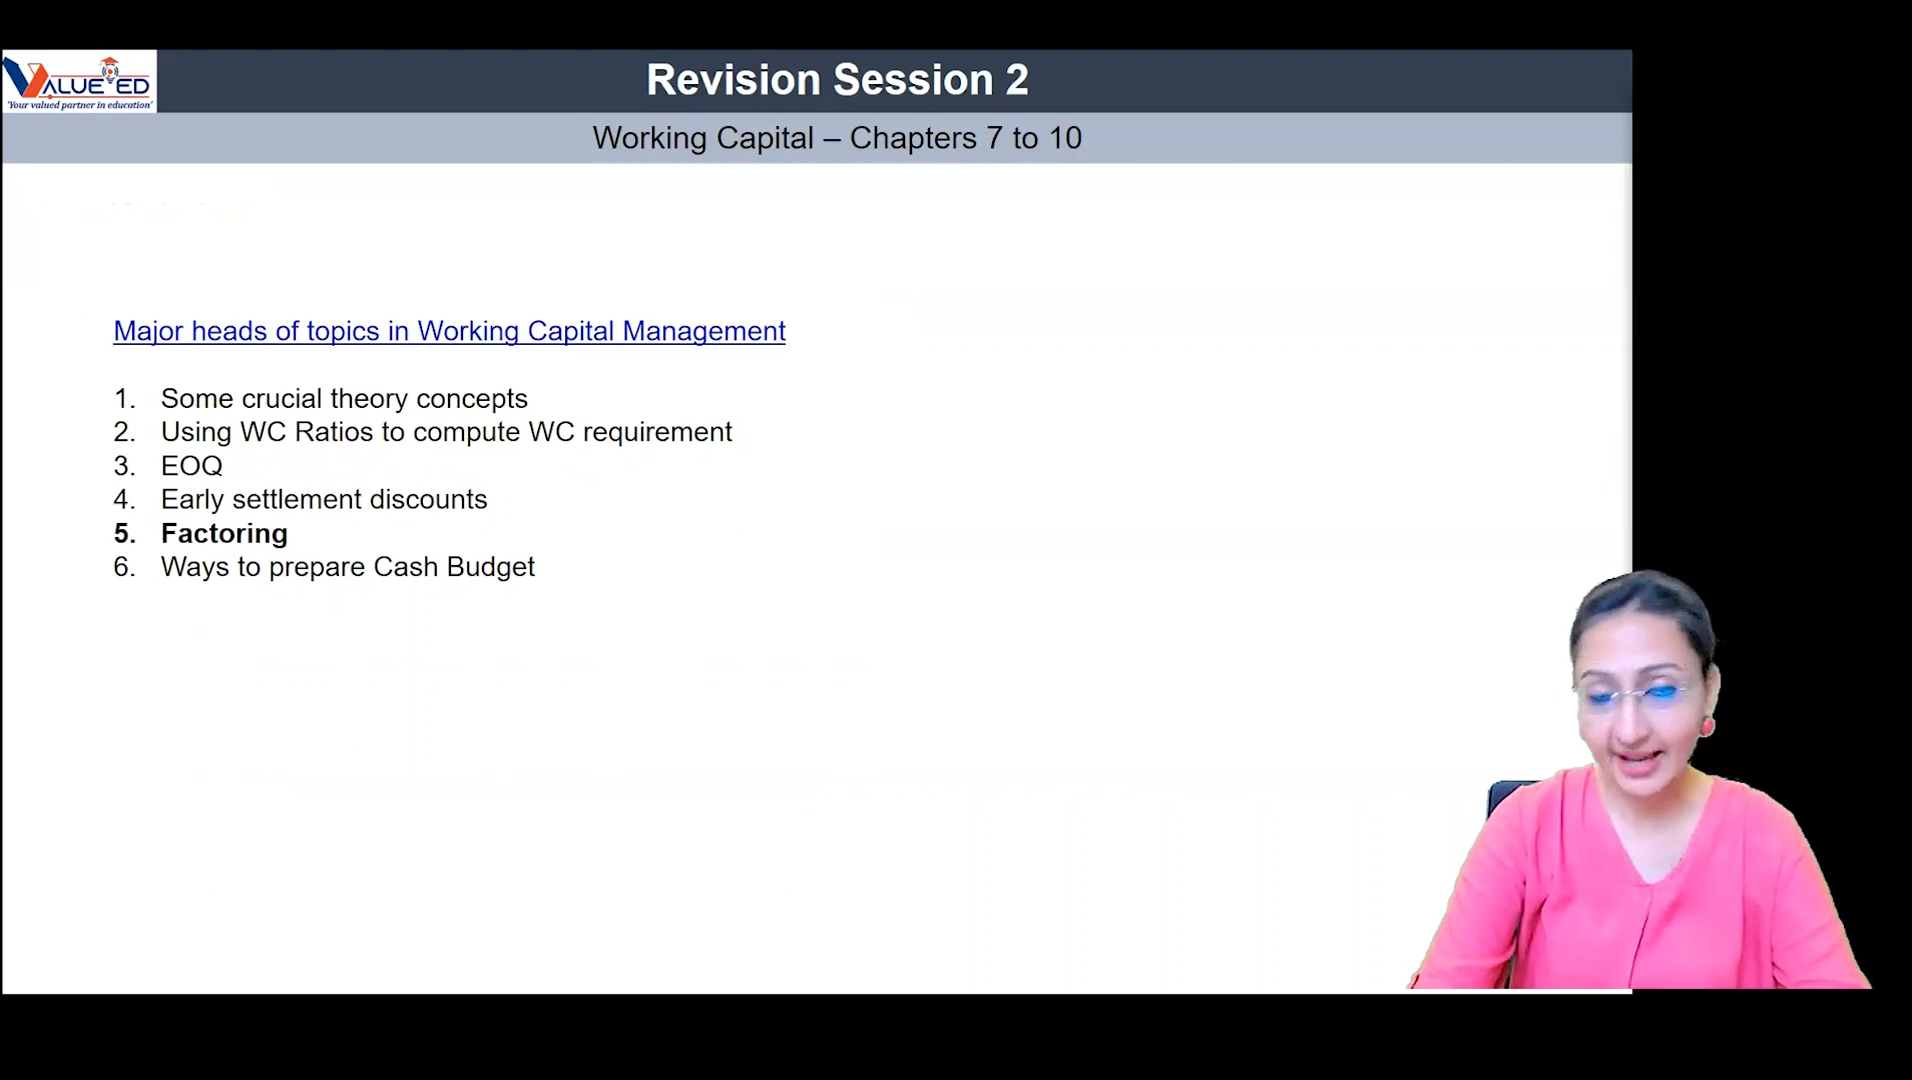 VALUE ED
'Your valued partner in education'
Revision Session 2
Working Capital – Chapters 7 to 10
Major heads of topics in Working Capital Management
1. Some crucial theory concepts
2. Using WC Ratios to compute WC requirement
3. EOQ
4. Early settlement discounts
5. Factoring
6. Ways to prepare Cash Budget